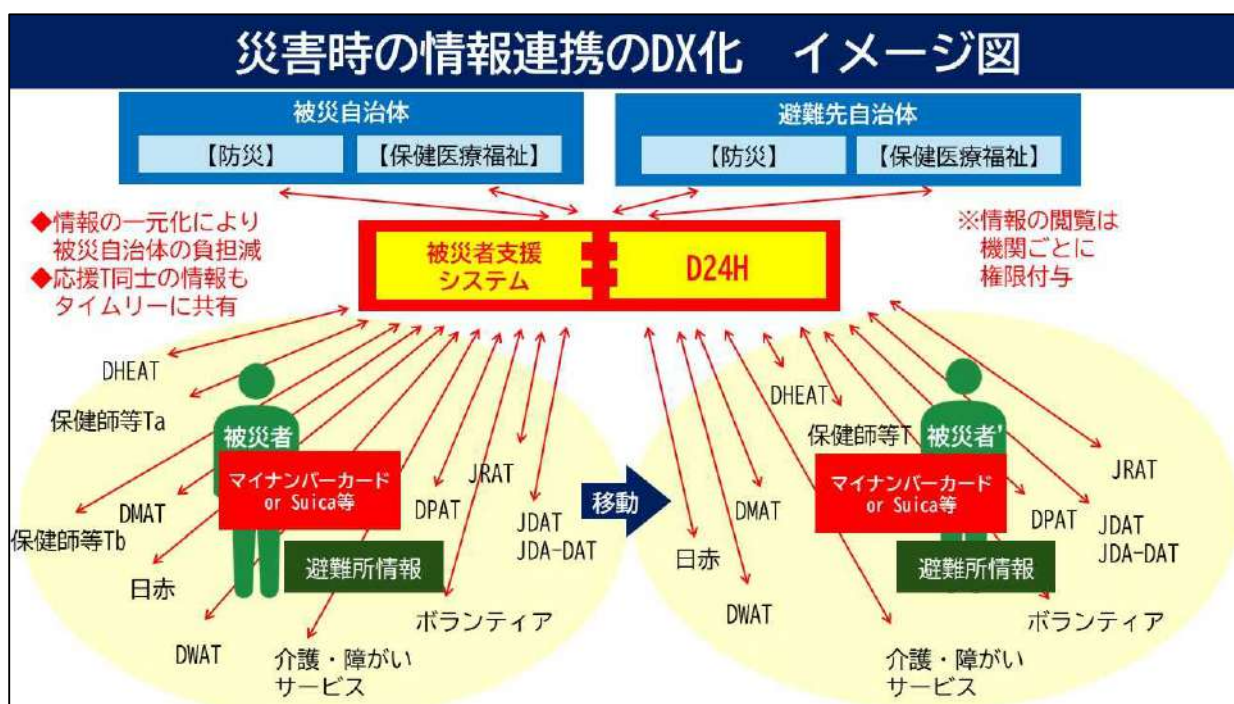 災害時の情報連携のDX化　イメージ図
被災自治体
【防災】
【保健医療福祉】
避難先自治体
【防災】
【保健医療福祉】
◆情報の一元化により
被災自治体の負担減
◆応援T同士の情報も
タイムリーに共有
被災者支援
システム
D24H
※情報の閲覧は
機関ごとに
権限付与
DHEAT
保健師等Ta
被災者
マイナンバーカード
or Suica等
DMAT
保健師等Tb
日赤
避難所情報
DWAT
介護・障がい
サービス
DPAT
JRAT
JDAT
JDA-DAT
ボランティア
移動
DHEAT
保健師等T
被災者'
マイナンバーカード
or Suica等
JRAT
DMAT
DPAT
JDAT
JDA-DAT
日赤
避難所情報
DWAT
ボランティア
介護・障がい
サービス